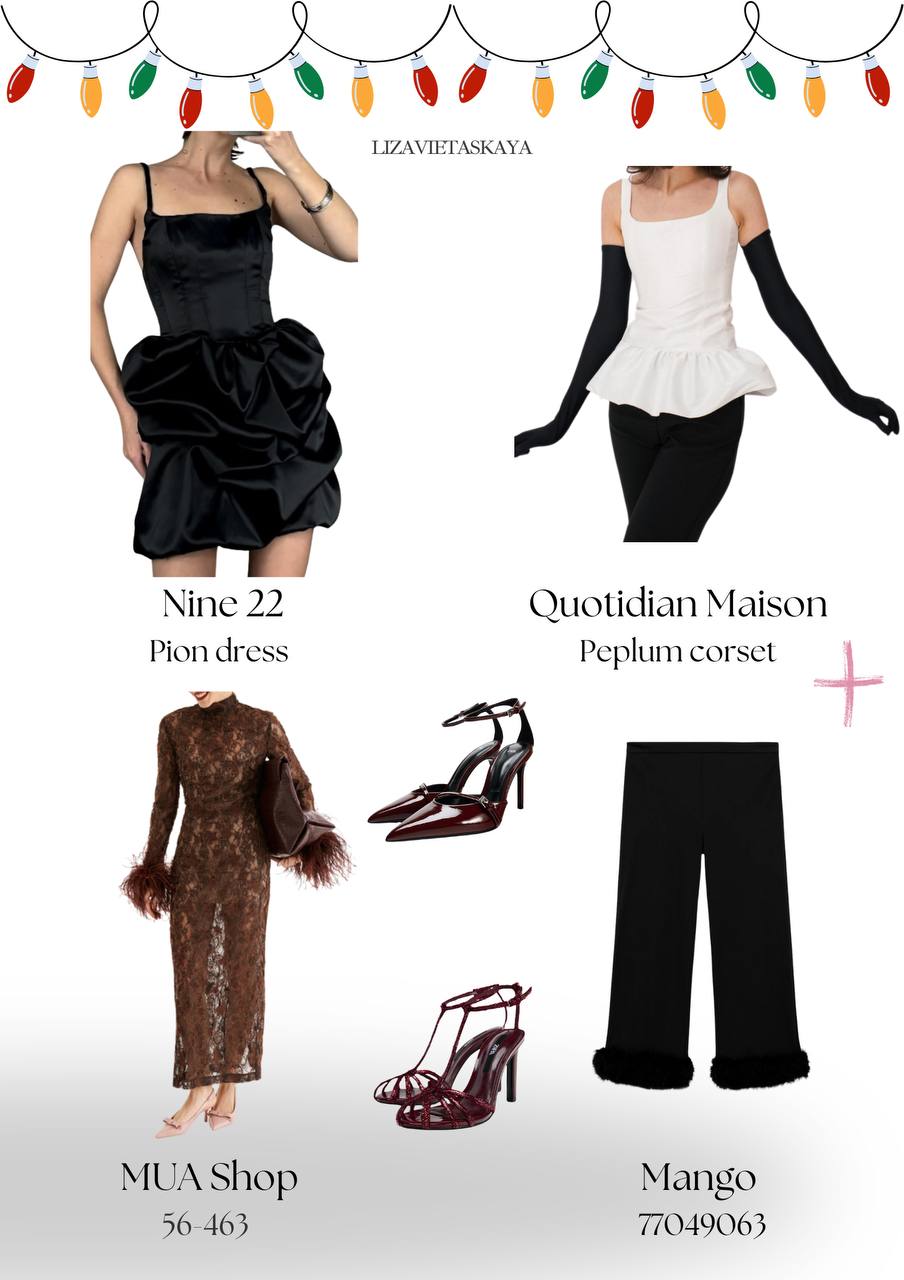 LIZAVIETASKAYA
Nine 22
Pion dress
Quotidian Maison
Peplum corset
MUA Shop
56-463
Mango
77049063